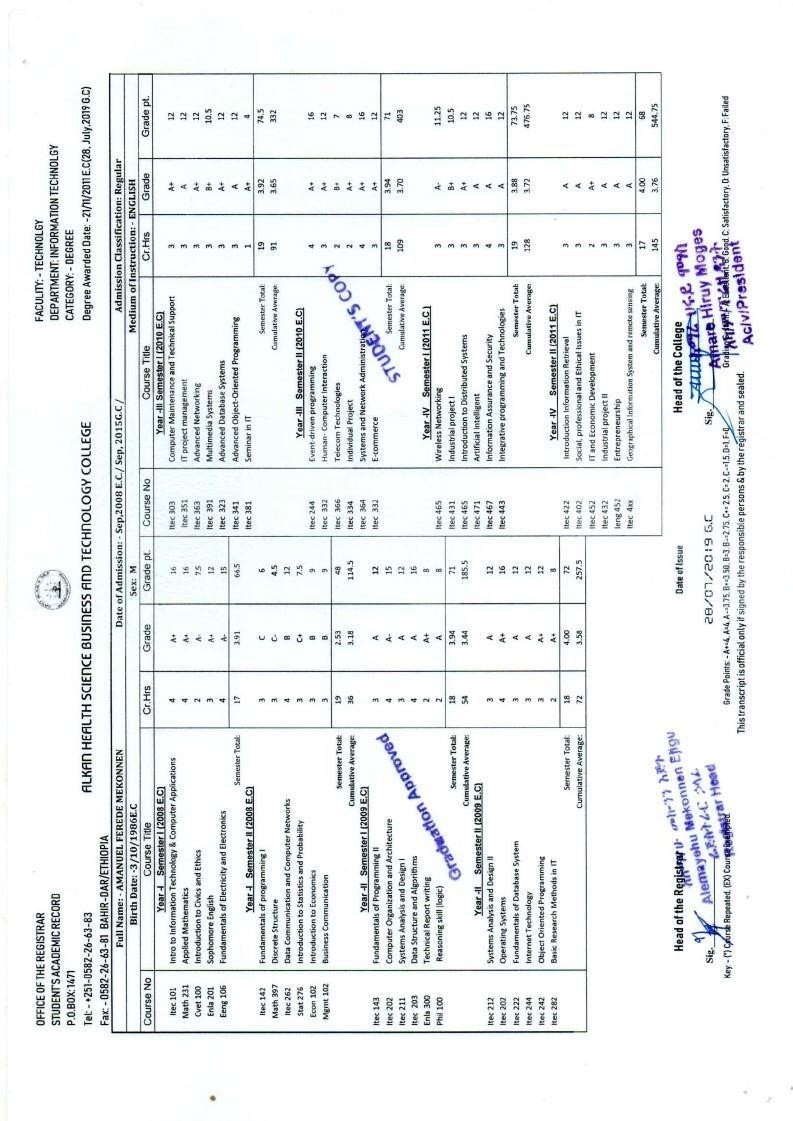 OFFICE OF THE REGISTRAR
STUDENT'S ACADEMIC RECORD
P.O.BOX: 1471
Tel: - +251-0582-26-63-83
Fax: - 0582-26-63-81 BAHIR-DAR/ETHIOPIA
ALKAN HEALTH SCIENCE BUSINESS AND TECHNOLOGY COLLEGE
FACULTY: - TECHNOLGY
DEPARTMENT: INFORMATION TECHNOLGY
CATEGORY: - DEGREE
Degree Awarded Date: -21/11/2011 E.C(28, July,2019 G.C)
Full Name: - AMANUEL FEREDE MEKONNEN Date of Admission: - Sep,2008 E.C./ Sep, 2015G.C / Admission Classification: Regular
Birth Date: -3/10/1986E.C Sex: M Medium of Instruction: - ENGLISH
Course No Course Title Cr.Hrs Grade Grade pt.
Year -I Semester I (2008 E.C)
Itec 101 Intro to Information Technology & Computer Applications 4 A+ 16
Math 231 Applied Mathematics 4 A+ 16
Cvet 100 Introduction to Civics and Ethics 2 A- 7.5
Enla 201 Sophomore English 3 A+ 12
Eeng 106 Fundamentals of Electricity and Electronics 4 A- 15
Semester Total: 17 3.91 66.5
Year -I Semester II (2008 E.C)
Itec 142 Fundamentals of programming I 3 C 6
Math 397 Discrete Structure 3 C- 4.5
Itec 262 Data Communication and Computer Networks 4 B 12
Stat 276 Introduction to Statistics and Probability 3 C+ 7.5
Econ 102 Introduction to Economics 3 B 9
Mgmt 102 Business Communication 3 B 9
Semester Total: 19 2.53 48
Cumulative Average: 36 3.18 114.5
Year -II Semester I (2009 E.C)
Itec 143 Fundamentals of Programming II 3 A 12
Itec 202 Computer Organization and Architecture 4 A- 15
Itec 211 Systems Analysis and Design I 3 A 12
Itec 203 Data Structure and Algorithms 4 A 16
Enla 300 Technical Report writing 2 A+ 8
Phil 100 Reasoning skill (logic) 2 A 8
Semester Total: 18 3.94 71
Cumulative Average: 54 3.44 185.5
Graduation Approved
Year -II Semester II (2009 E.C)
Itec 212 Systems Analysis and Design II 3 A 12
Itec 202 Operating Systems 4 A+ 16
Itec 222 Fundamentals of Database System 3 A 12
Itec 244 Internet Technology 3 A 12
Itec 242 Object Oriented Programming 3 A+ 12
Itec 282 Basic Research Methods in IT 2 A+ 8
Semester Total: 18 4.00 72
Cumulative Average: 72 3.58 257.5
Course No Course Title Cr.Hrs Grade Grade pt.
Year -III Semester I (2010 E.C)
Itec 303 Computer Maintenance and Technical Support 3 A+ 12
Itec 351 IT project management 3 A 12
Itec 363 Advanced Networking 3 A+ 12
Itec 391 Multimedia Systems 3 B+ 10.5
Itec 323 Advanced Database Systems 3 A+ 12
Itec 341 Advanced Object-Oriented Programming 3 A 12
Itec 381 Seminar in IT 1 A+ 4
Semester Total: 19 3.92 74.5
Cumulative Average: 91 3.65 332
Year -III Semester II (2010 E.C)
Itec 244 Event-driven programming 4 A+ 16
Itec 332 Human- Computer Interaction 3 A+ 12
Itec 366 Telecom Technologies 2 B+ 7
Itec 334 Individual Project 2 A+ 8
Itec 364 Systems and Network Administration 4 A+ 16
Itec 332 E-commerce 3 A+ 12
Semester Total: 18 3.94 71
Cumulative Average: 109 3.70 403
STUDENT'S COPY
Year -IV Semester I (2011 E.C)
Itec 465 Wireless Networking 3 A- 11.25
Itec 431 Industrial project I 3 B+ 10.5
Itec 465 Introduction to Distributed Systems 3 A+ 12
Itec 471 Artificial Intelligent 3 A 12
Itec 467 Information Assurance and Security 4 A 16
Itec 443 Integrative programming and Technologies 3 A 12
Semester Total: 19 3.88 73.75
Cumulative Average: 128 3.72 476.75
Year -IV Semester II (2011 E.C)
Itec 422 Introduction Information Retrieval 3 A 12
Itec 402 Social, professional and Ethical Issues in IT 3 A 12
Itec 452 IT and Economic Development 2 A+ 8
Itec 432 Industrial project II 3 A 12
Ieng 452 Entrepreneurship 3 A 12
Itec 4xx Geographical Information System and remote sensing 3 A 12
Semester Total: 17 4.00 68
Cumulative Average: 145 3.76 544.75
Head of the Registrar
Alemayehu Mekonnen Ejigu
Registrar Head
Sig.
Date of Issue
28/07/2019 G.C
Head of the College
Sig.
Amare Hiruy Moges
Ac/v/President
Key: - (*) Course Repeated, (EX) Course
Grade Points: - A+=4, A=4, A-=3.75, B+=3.50, B=3, B-=2.75, C+=2.5, C=2, C-=1.5, D=1, F=0
Good, C: Satisfactory, D: Unsatisfactory, F: Failed
This transcript is official only if signed by the responsible persons & by the registrar and sealed.